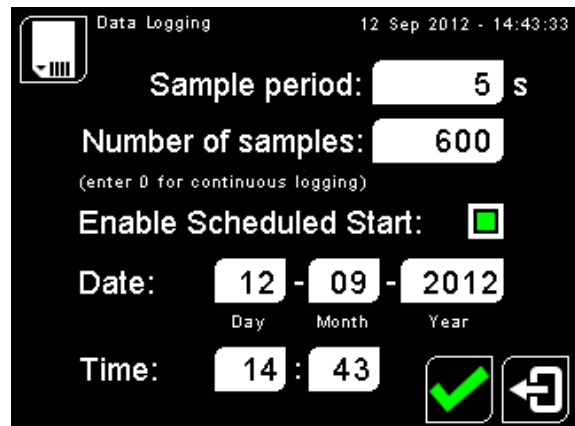 Data Logging 12 Sep 2012 - 14:43:33
Sample period: 5 s
Number of samples: 600
(enter 0 for continuous logging)
Enable Scheduled Start:
Date: 12 - 09 - 2012
Day Month Year
Time: 14 : 43